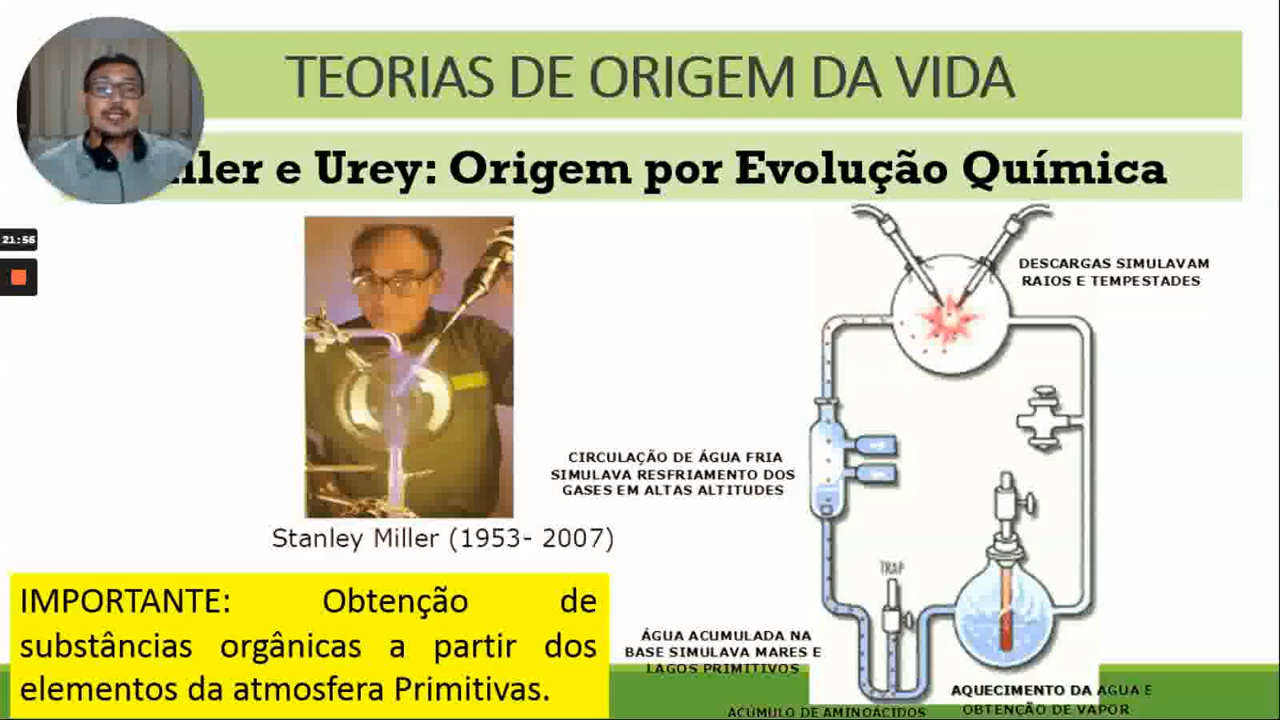 TEORIAS DE ORIGEM DA VIDA
ller e Urey: Origem por Evolução Química
21:56
DESCARGAS SIMULAVAM
RAIOS E TEMPESTADES
CIRCULAÇÃO DE ÁGUA FRIA
SIMULAVA RESFRIAMENTO DOS
GASES EM ALTAS ALTITUDES
Stanley Miller (1953- 2007)
TRAP
IMPORTANTE: Obtenção de
substâncias orgânicas a partir dos
elementos da atmosfera Primitivas.
ÁGUA ACUMULADA NA
BASE SIMULAVA MARES E
LAGOS PRIMITIVOS
AQUECIMENTO DA AGUA E
OBTENÇÃO DE VAPOR
ACÚMULO DE AMINOÁCIDOS